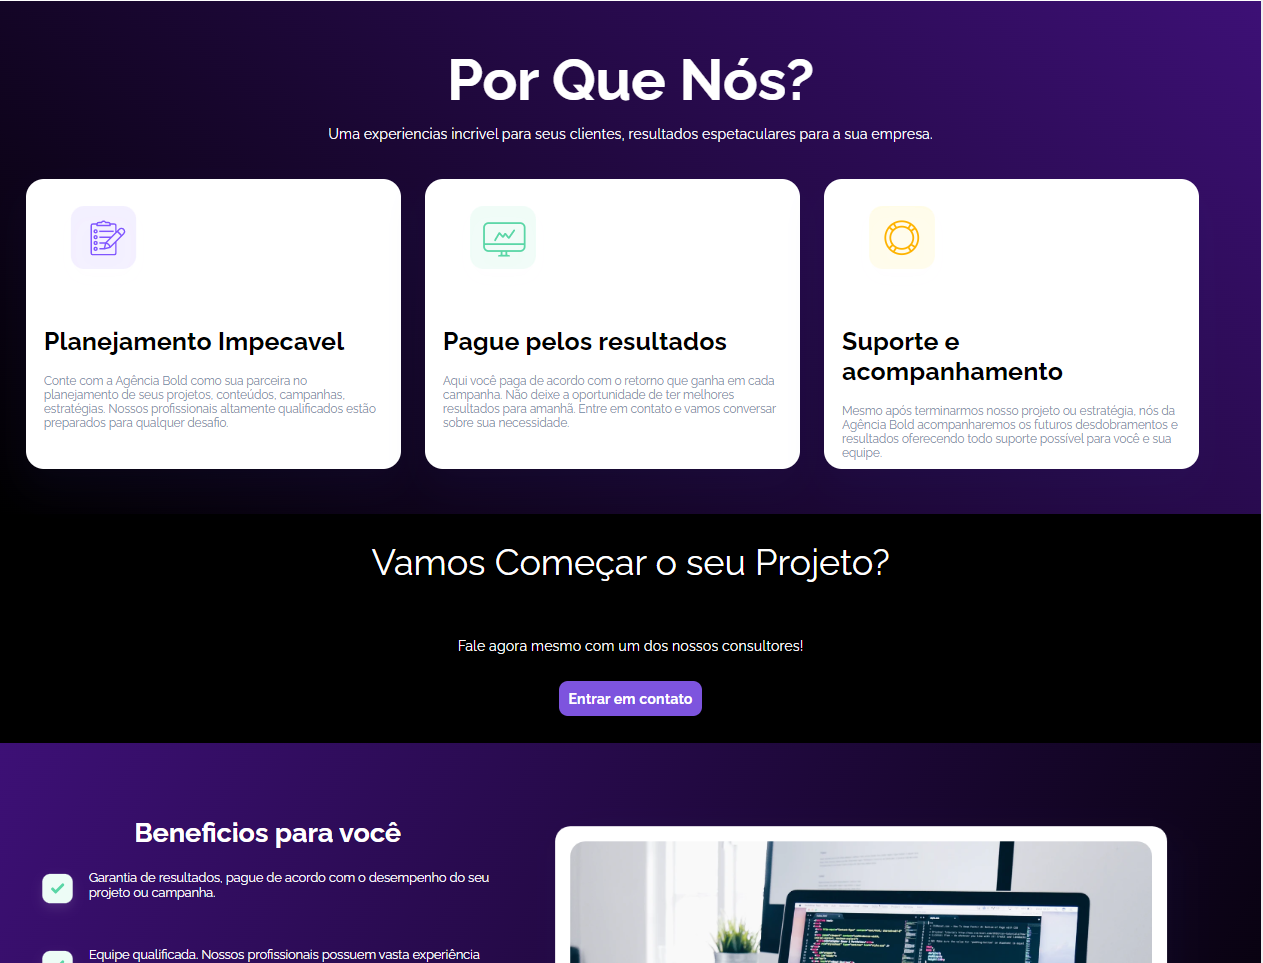 Por Que Nós?
Uma experiencias incrivel para seus clientes, resultados espetaculares para a sua empresa.
Planejamento Impecavel
Conte com a Agência Bold como sua parceira no
planejamento de seus projetos, conteúdos, campanhas,
estratégias. Nossos profissionais altamente qualificados estão
preparados para qualquer desafio.
Pague pelos resultados
Aqui você paga de acordo com o retorno que ganha em cada
campanha. Não deixe a oportunidade de ter melhores
resultados para amanhã. Entre em contato e vamos conversar
sobre sua necessidade.
Suporte e
acompanhamento
Mesmo após terminarmos nosso projeto ou estratégia, nós da
Agência Bold acompanharemos os futuros desdobramentos e
resultados oferecendo todo suporte possível para você e sua
equipe.
Vamos Começar o seu Projeto?
Fale agora mesmo com um dos nossos consultores!
Entrar em contato
Beneficios para você
Garantia de resultados, pague de acordo com o desempenho do seu
projeto ou campanha.
Equipe qualificada. Nossos profissionais possuem vasta experiência